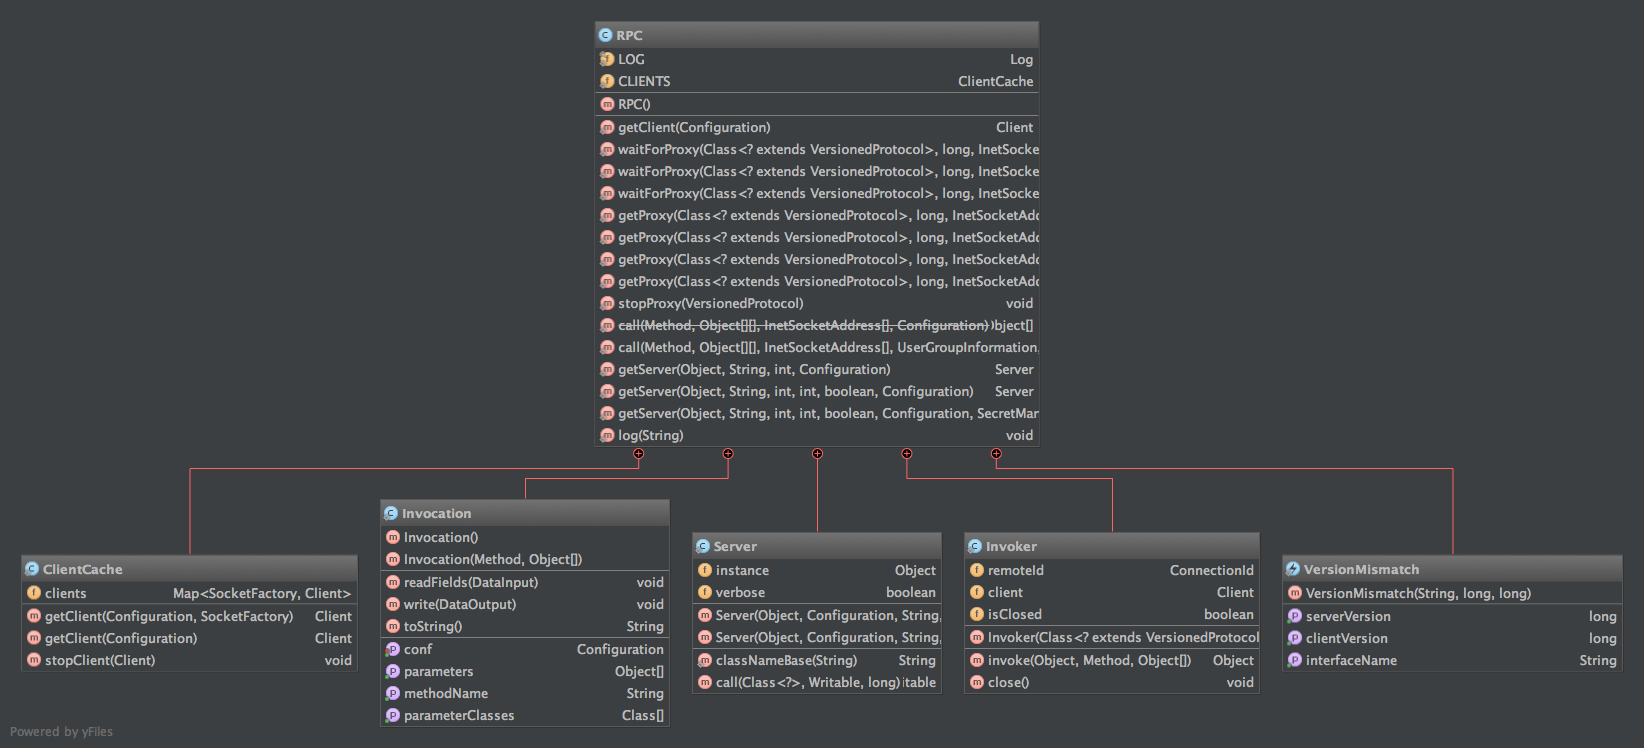 RPC
LOG Log
CLIENTS ClientCache
RPC()
getClient(Configuration) Client
waitForProxy(Class<? extends VersionedProtocol>, long, InetSocke
waitForProxy(Class<? extends VersionedProtocol>, long, InetSocke
waitForProxy(Class<? extends VersionedProtocol>, long, InetSocke
getProxy(Class<? extends VersionedProtocol>, long, InetSocketAdd
getProxy(Class<? extends VersionedProtocol>, long, InetSocketAdd
getProxy(Class<? extends VersionedProtocol>, long, InetSocketAdd
getProxy(Class<? extends VersionedProtocol>, long, InetSocketAdd
stopProxy(VersionedProtocol) void
call(Method, Object[][], InetSocketAddress[], Configuration) bject[]
call(Method, Object[][], InetSocketAddress[], UserGroupInformation,
getServer(Object, String, int, Configuration) Server
getServer(Object, String, int, int, boolean, Configuration) Server
getServer(Object, String, int, int, boolean, Configuration, SecretMan
log(String) void
ClientCache
clients Map<SocketFactory, Client>
getClient(Configuration, SocketFactory) Client
getClient(Configuration) Client
stopClient(Client) void
Invocation
Invocation()
Invocation(Method, Object[])
readFields(DataInput) void
write(DataOutput) void
toString() String
conf Configuration
parameters Object[]
methodName String
parameterClasses Class[]
Server
instance Object
verbose boolean
Server(Object, Configuration, String,
Server(Object, Configuration, String,
classNameBase(String) String
call(Class<?>, Writable, long) itable
Invoker
remoteId ConnectionId
client Client
isClosed boolean
Invoker(Class<? extends VersionedProtocol
invoke(Object, Method, Object[]) Object
close() void
VersionMismatch
VersionMismatch(String, long, long)
serverVersion long
clientVersion long
interfaceName String
Powered by yFiles